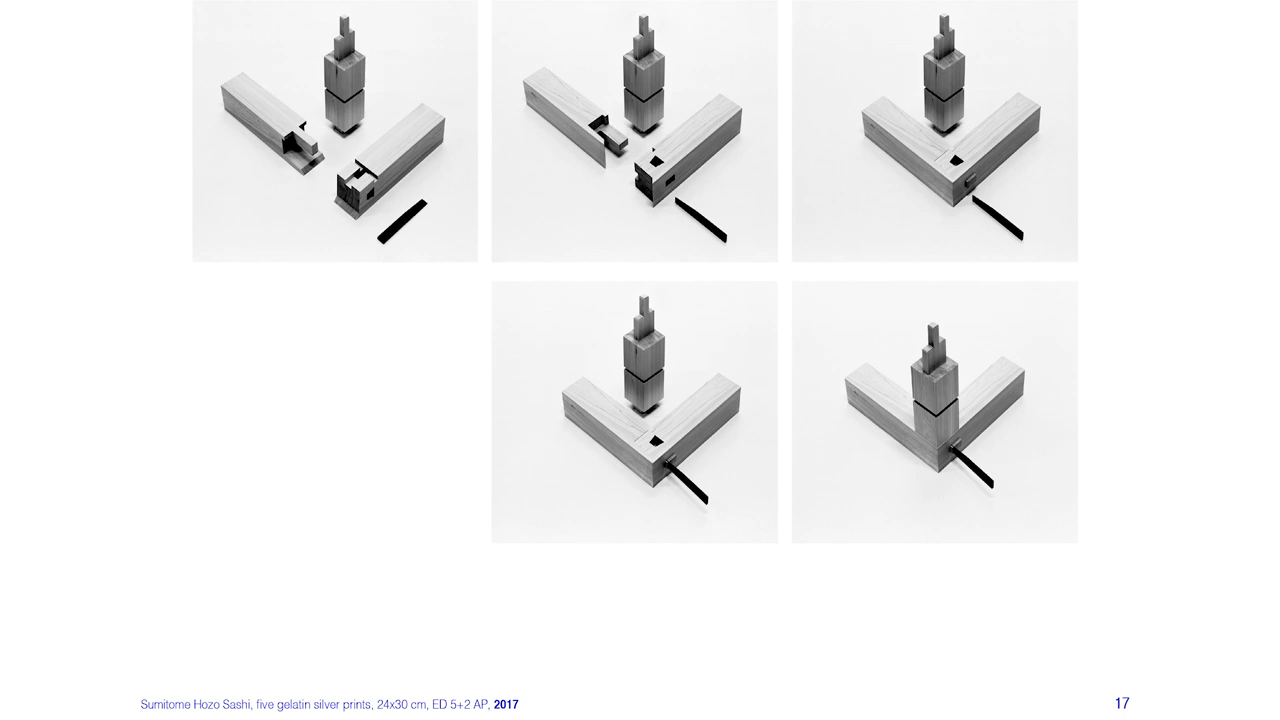 Sumitome Hozo Sashi, five gelatin silver prints, 24x30 cm, ED 5+2 AP, 2017
17